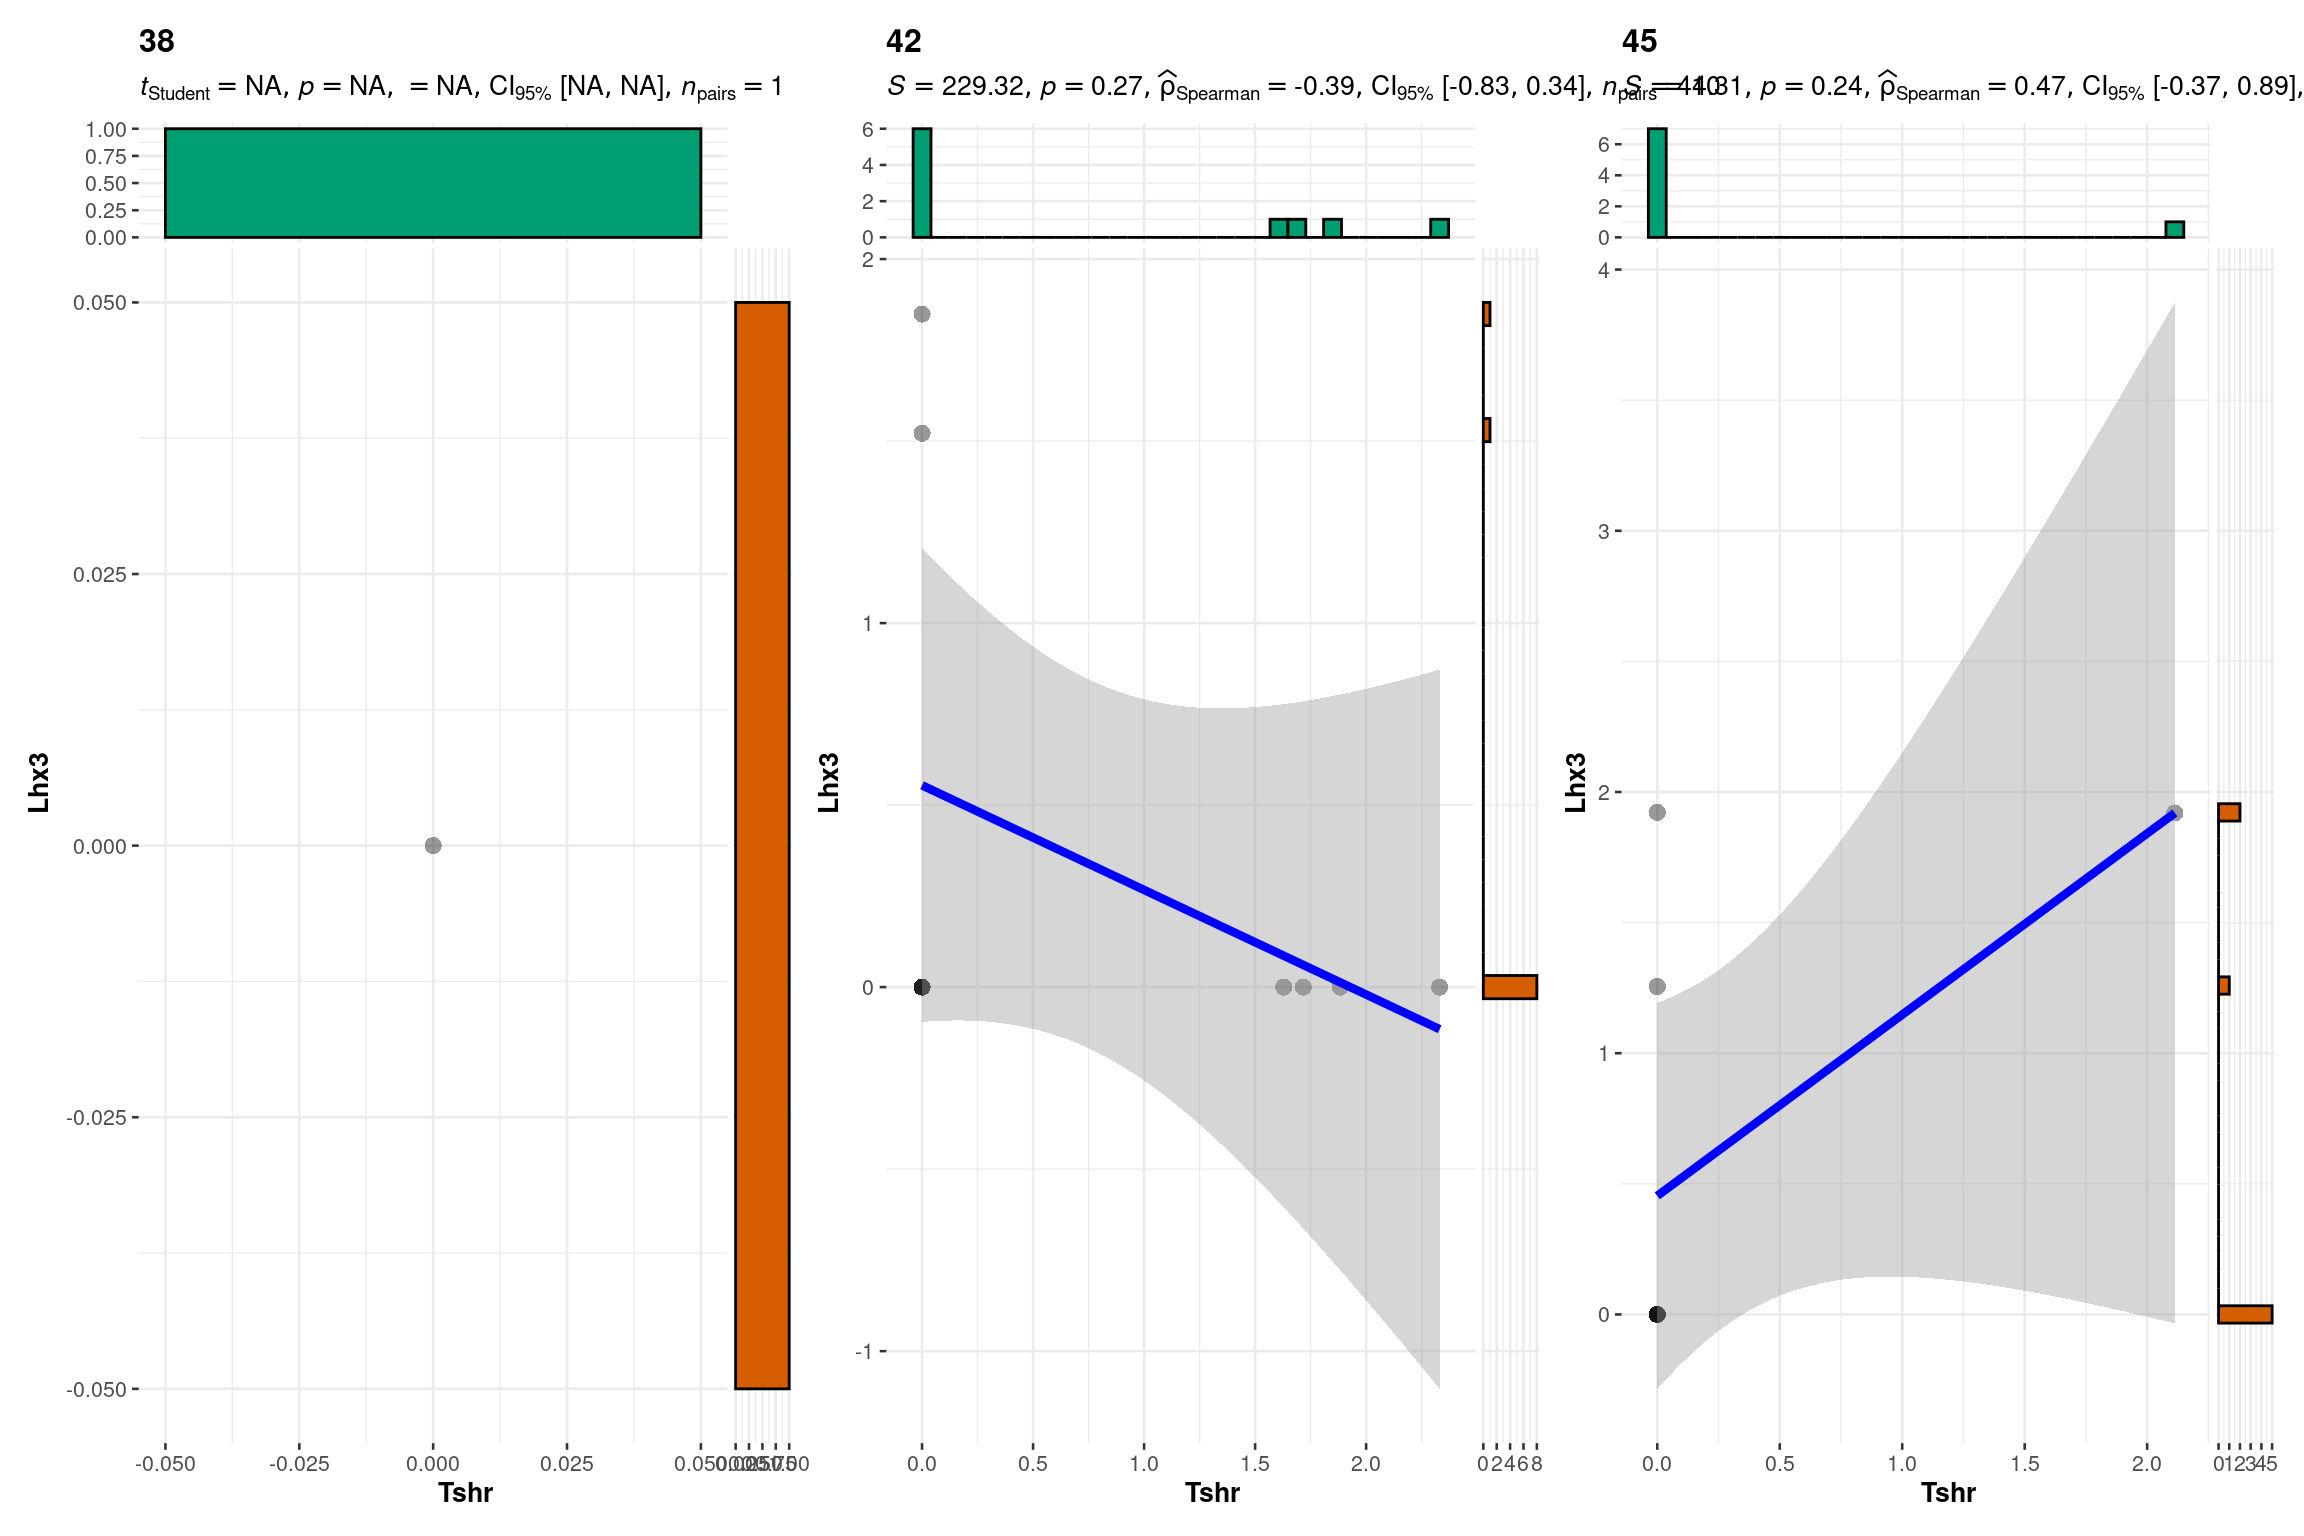 38 42 45
tStudent = NA, p = NA, = NA, CI95% [NA, NA], npairs = 1 S = 229.32, p = 0.27, ρ̂Spearman = -0.39, CI95% [-0.83, 0.34], npairs = p = 0.24, ρ̂Spearman = 0.47, CI95% [-0.37, 0.89],
1.00 6 6
0.75 4 4
0.50 2 2
0.25 0 0
0.00
2 4
0.050
3
0.025 1
Lhx3 Lhx3 Lhx3
2
0.000 0
1
-0.025
0
-1
-0.050
-0.050 -0.025 0.000 0.025 0.050 0.0 0.5 1.0 1.5 2.0 02468 0.0 0.5 1.0 1.5 2.0 012345
Tshr Tshr Tshr